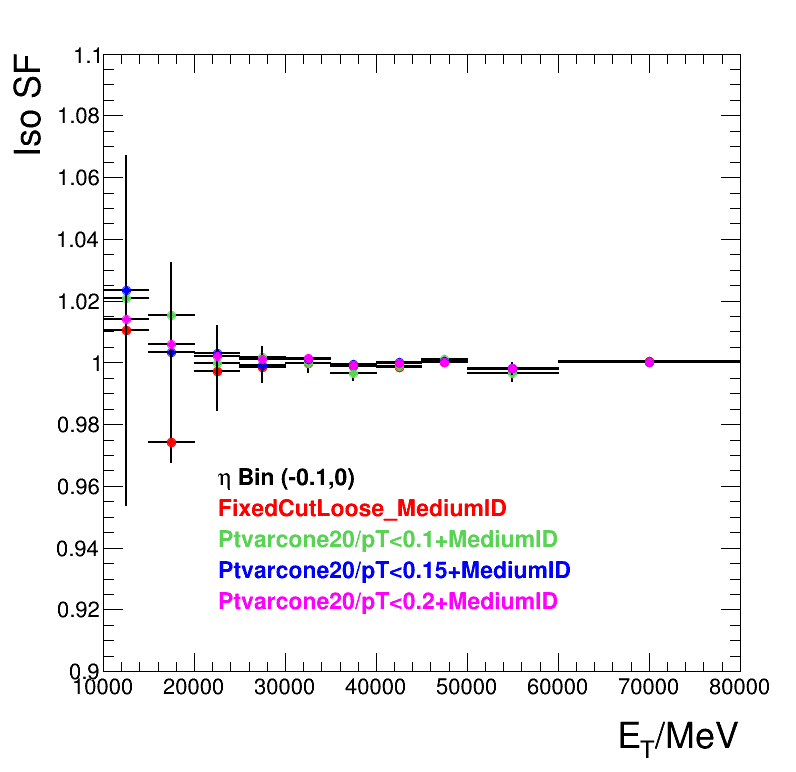 Iso SF
1.1
1.08
1.06
1.04
1.02
1
0.98
0.96
0.94
0.92
0.9
η Bin (-0.1,0)
FixedCutLoose_MediumID
Ptvarcone20/pT<0.1+MediumID
Ptvarcone20/pT<0.15+MediumID
Ptvarcone20/pT<0.2+MediumID
10000 20000 30000 40000 50000 60000 70000 80000
E_T/MeV